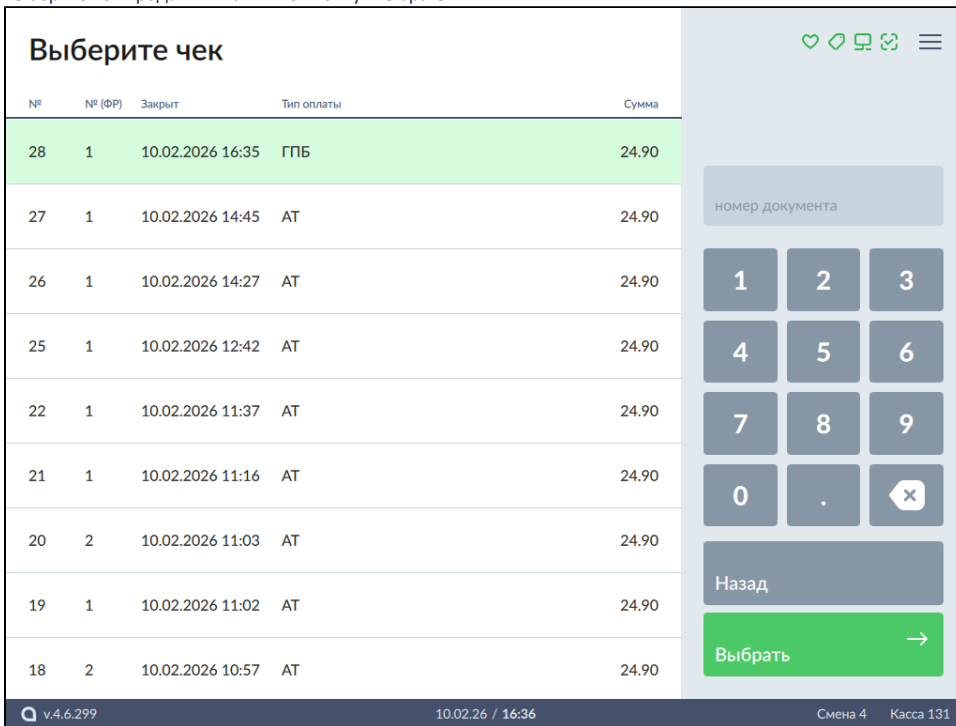 Выберите чек
№ № (ФР) Закрыт Тип оплаты Сумма
28 1 10.02.2026 16:35 ГПБ 24.90
27 1 10.02.2026 14:45 АТ 24.90
26 1 10.02.2026 14:27 АТ 24.90
25 1 10.02.2026 12:42 АТ 24.90
22 1 10.02.2026 11:37 АТ 24.90
21 1 10.02.2026 11:16 АТ 24.90
20 2 10.02.2026 11:03 АТ 24.90
19 1 10.02.2026 11:02 АТ 24.90
18 2 10.02.2026 10:57 АТ 24.90
номер документа
1 2 3
4 5 6
7 8 9
0 .
Назад
Выбрать
v.4.6.299 10.02.26 / 16:36 Смена 4 Касса 131